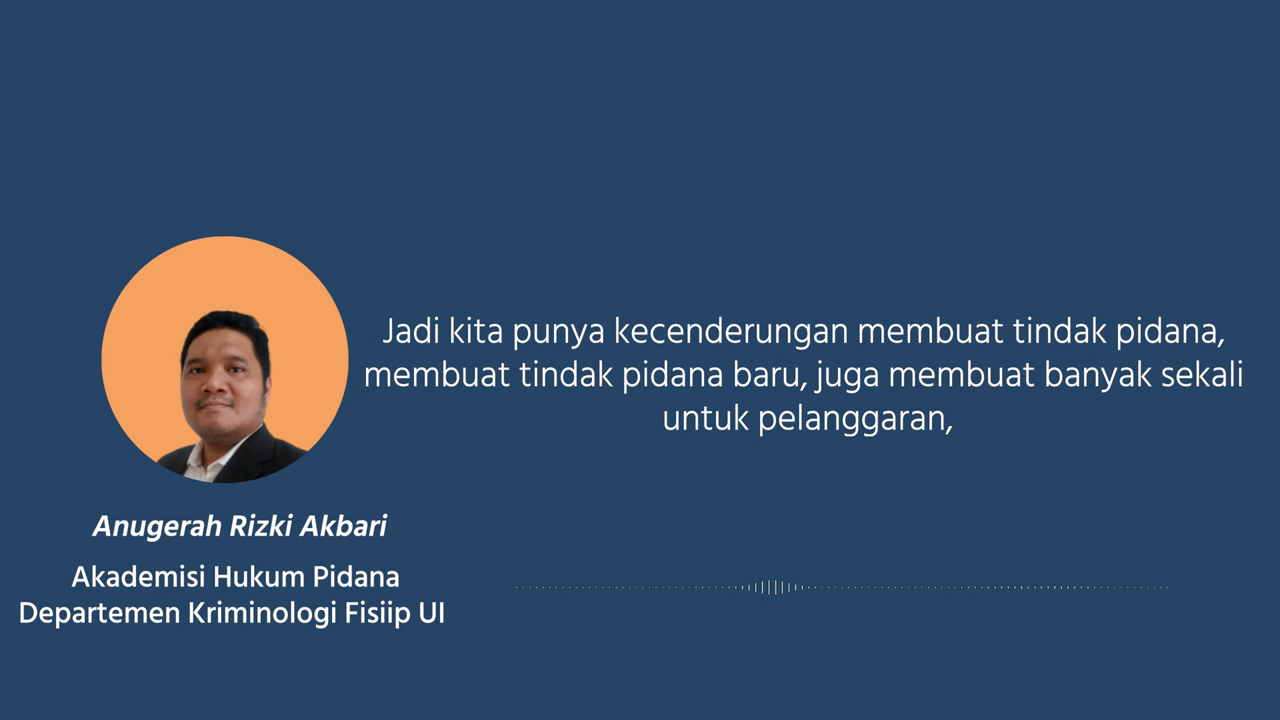 Jadi kita punya kecenderungan membuat tindak pidana,
membuat tindak pidana baru, juga membuat banyak sekali
untuk pelanggaran,
Anugerah Rizki Akbari
Akademisi Hukum Pidana
Departemen Kriminologi Fisiip UI